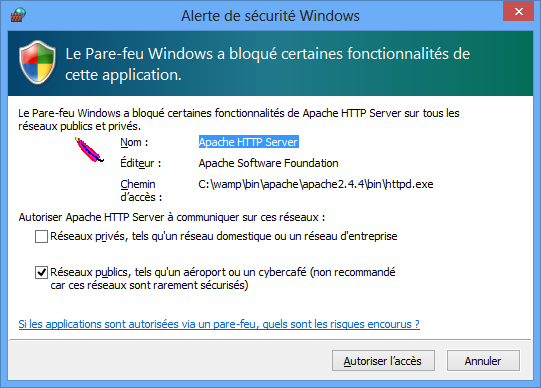 Alerte de sécurité Windows
Le Pare-feu Windows a bloqué certaines fonctionnalités de
cette application.
Le Pare-feu Windows a bloqué certaines fonctionnalités de Apache HTTP Server sur tous les
réseaux publics et privés.
Nom : Apache HTTP Server
Éditeur : Apache Software Foundation
Chemin C:\wamp\bin\apache\apache2.4.4\bin\httpd.exe
d'accès :
Autoriser Apache HTTP Server à communiquer sur ces réseaux :
Réseaux privés, tels qu'un réseau domestique ou un réseau d'entreprise
Réseaux publics, tels qu'un aéroport ou un cybercafé (non recommandé
car ces réseaux sont rarement sécurisés)
Si les applications sont autorisées via un pare-feu, quels sont les risques encourus ?
Autoriser l'accès Annuler